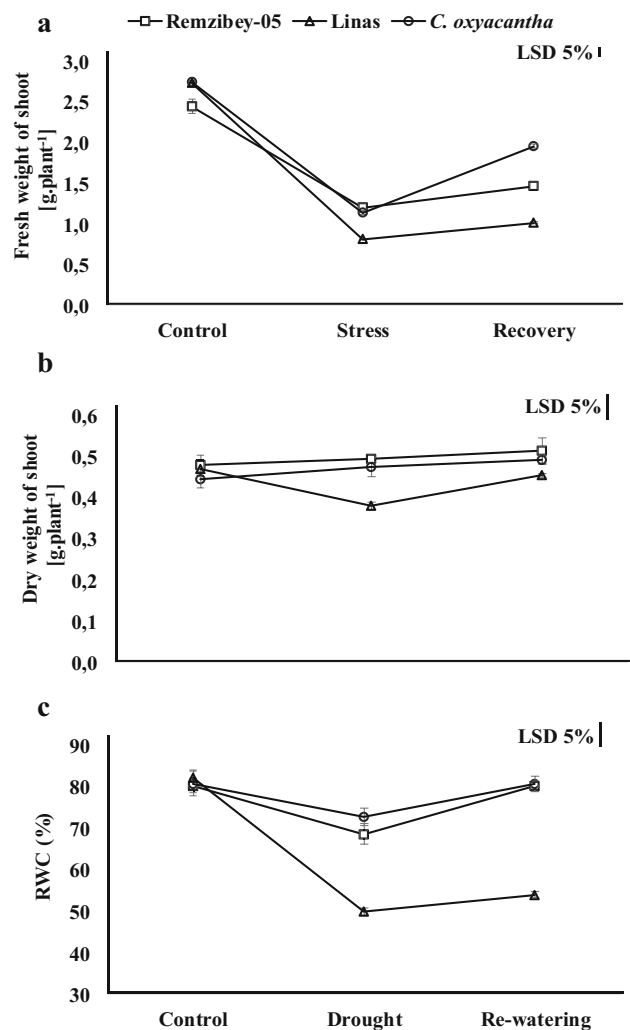 a
Remzibey-05 Linas C. oxyacantha
LSD 5%
Fresh weight of shoot
[g.plant-1]
3,0
2,5
2,0
1,5
1,0
0,5
0,0
Control Stress Recovery
b
LSD 5%
Dry weight of shoot
[g.plant-1]
0,6
0,5
0,4
0,3
0,2
0,1
0,0
c
LSD 5%
RWC (%)
90
80
70
60
50
40
30
Control Drought Re-watering